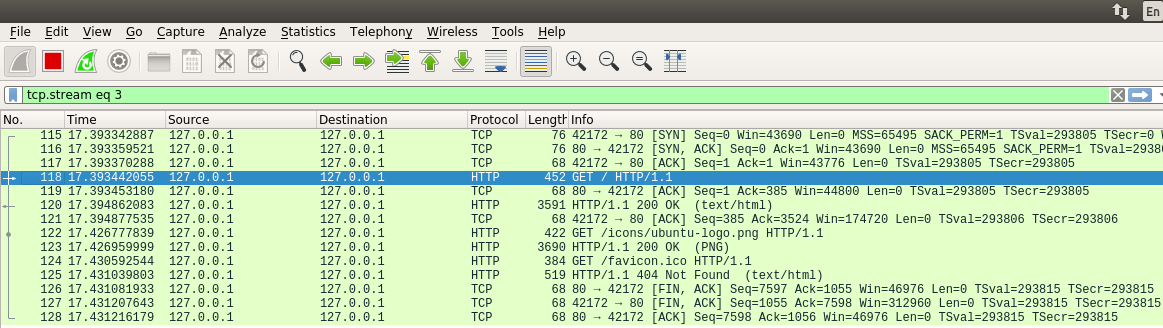 En
File Edit View Go Capture Analyze Statistics Telephony Wireless Tools Help
tcp.stream eq 3
No. Time Source Destination Protocol Length Info
115 17.393342887 127.0.0.1 127.0.0.1 TCP 76 42172 → 80 [SYN] Seq=0 Win=43690 Len=0 MSS=65495 SACK_PERM=1 TSval=293805 TSecr=0 W
116 17.393359521 127.0.0.1 127.0.0.1 TCP 76 80 → 42172 [SYN, ACK] Seq=0 Ack=1 Win=43690 Len=0 MSS=65495 SACK_PERM=1 TSval=2938
117 17.393370288 127.0.0.1 127.0.0.1 TCP 68 42172 → 80 [ACK] Seq=1 Ack=1 Win=43776 Len=0 TSval=293805 TSecr=293805
118 17.393442055 127.0.0.1 127.0.0.1 HTTP 452 GET / HTTP/1.1
119 17.393453180 127.0.0.1 127.0.0.1 TCP 68 80 → 42172 [ACK] Seq=1 Ack=385 Win=44800 Len=0 TSval=293805 TSecr=293805
120 17.394862083 127.0.0.1 127.0.0.1 HTTP 3591 HTTP/1.1 200 OK (text/html)
121 17.394877535 127.0.0.1 127.0.0.1 TCP 68 42172 → 80 [ACK] Seq=385 Ack=3524 Win=174720 Len=0 TSval=293806 TSecr=293806
122 17.426777839 127.0.0.1 127.0.0.1 HTTP 422 GET /icons/ubuntu-logo.png HTTP/1.1
123 17.426959999 127.0.0.1 127.0.0.1 HTTP 3690 HTTP/1.1 200 OK (PNG)
124 17.430592544 127.0.0.1 127.0.0.1 HTTP 384 GET /favicon.ico HTTP/1.1
125 17.431039803 127.0.0.1 127.0.0.1 HTTP 519 HTTP/1.1 404 Not Found (text/html)
126 17.431081933 127.0.0.1 127.0.0.1 TCP 68 80 → 42172 [FIN, ACK] Seq=7597 Ack=1055 Win=46976 Len=0 TSval=293815 TSecr=293815
127 17.431207643 127.0.0.1 127.0.0.1 TCP 68 42172 → 80 [FIN, ACK] Seq=1055 Ack=7598 Win=312960 Len=0 TSval=293815 TSecr=293815
128 17.431216179 127.0.0.1 127.0.0.1 TCP 68 80 → 42172 [ACK] Seq=7598 Ack=1056 Win=46976 Len=0 TSval=293815 TSecr=293815